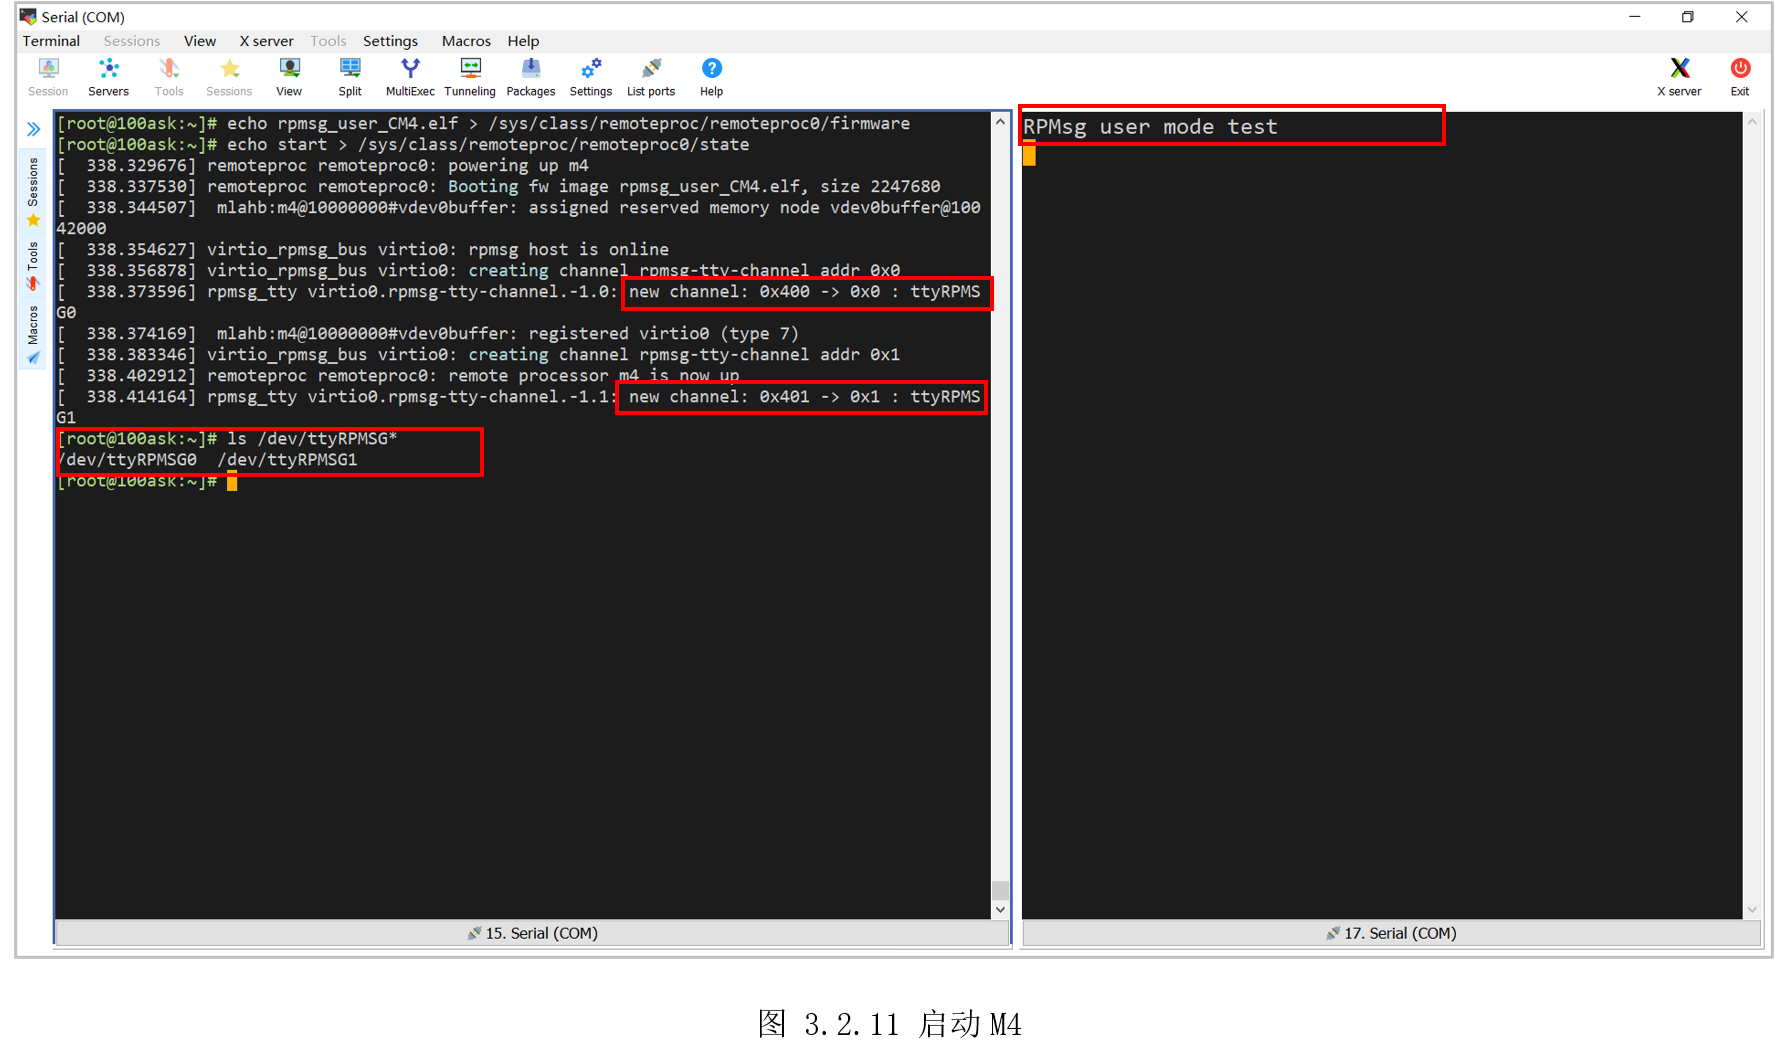 Serial (COM)
Terminal Sessions View X server Tools Settings Macros Help
Session Servers Tools Sessions View Split MultiExec Tunneling Packages Settings List ports Help X server Exit
Sessions
Tools
Macros
[root@100ask:~]# echo rpmsg_user_CM4.elf > /sys/class/remoteproc/remoteproc0/firmware
[root@100ask:~]# echo start > /sys/class/remoteproc/remoteproc0/state
[  338.329676] remoteproc remoteproc0: powering up m4
[  338.337530] remoteproc remoteproc0: Booting fw image rpmsg_user_CM4.elf, size 2247680
[  338.344507]  mlahb:m4@10000000#vdev0buffer: assigned reserved memory node vdev0buffer@100
42000
[  338.354627] virtio_rpmsg_bus virtio0: rpmsg host is online
[  338.356878] virtio_rpmsg_bus virtio0: creating channel rpmsg-tty-channel addr 0x0
[  338.373596] rpmsg_tty virtio0.rpmsg-tty-channel.-1.0: new channel: 0x400 -> 0x0 : ttyRPMS
G0
[  338.374169]  mlahb:m4@10000000#vdev0buffer: registered virtio0 (type 7)
[  338.383346] virtio_rpmsg_bus virtio0: creating channel rpmsg-tty-channel addr 0x1
[  338.402912] remoteproc remoteproc0: remote processor m4 is now up
[  338.414164] rpmsg_tty virtio0.rpmsg-tty-channel.-1.1: new channel: 0x401 -> 0x1 : ttyRPMS
G1
[root@100ask:~]# ls /dev/ttyRPMSG*
/dev/ttyRPMSG0  /dev/ttyRPMSG1
[root@100ask:~]#
15. Serial (COM)
RPMsg user mode test
17. Serial (COM)
图 3.2.11 启动M4